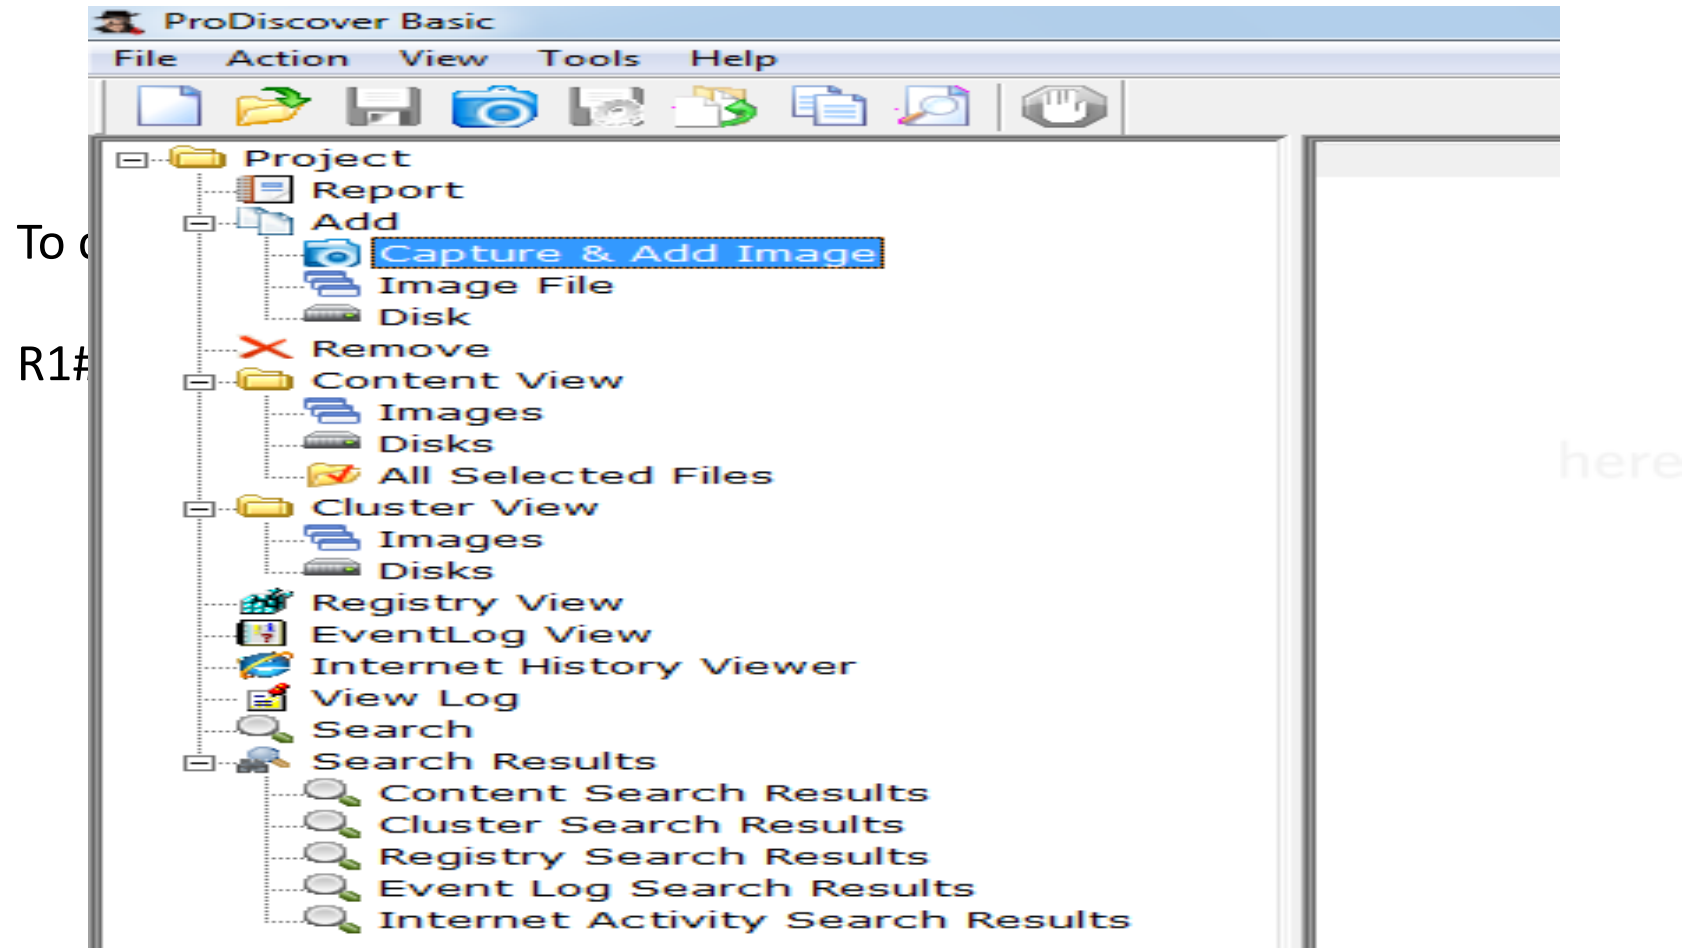 ProDiscover Basic
File Action View Tools Help
Project
Report
Add
To
Capture & Add Image
Image File
Disk
Remove
R1#
Content View
Images
Disks
here
All Selected Files
Cluster View
Images
Disks
Registry View
EventLog View
Internet History Viewer
View Log
Search
Search Results
Content Search Results
Cluster Search Results
Registry Search Results
Event Log Search Results
Internet Activity Search Results